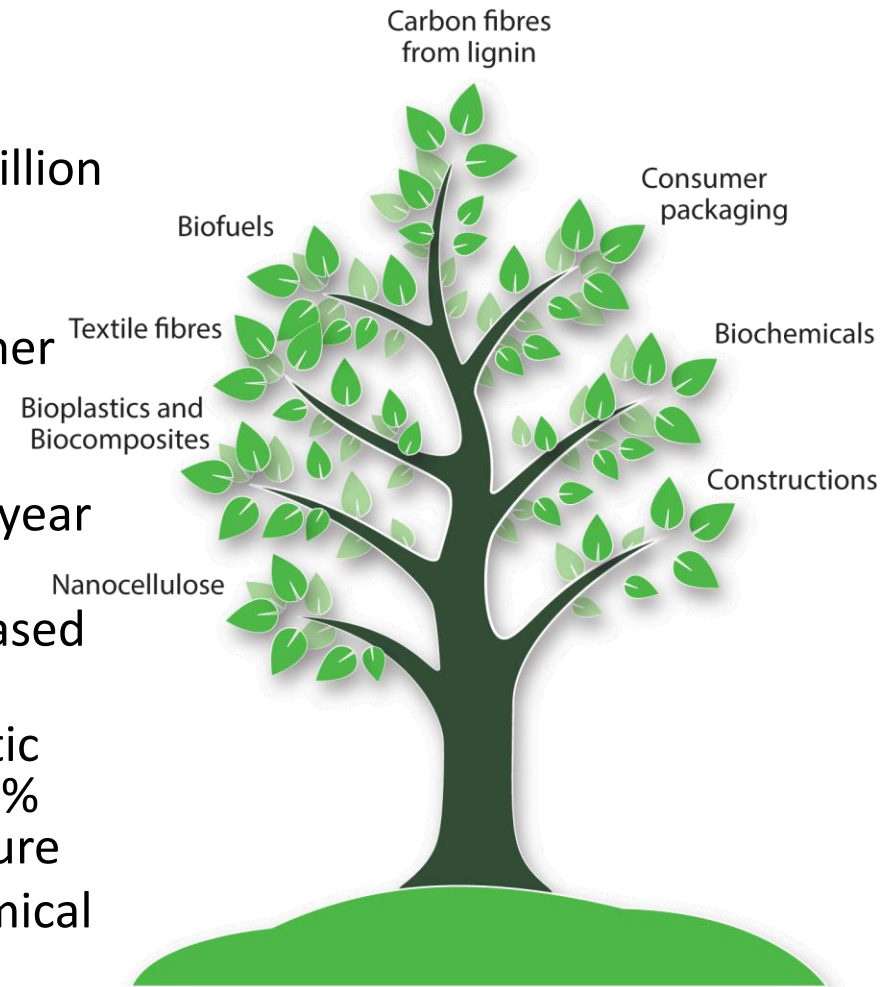 illion
year
ased
tic
%
ure
mical
Carbon fibres
from lignin
Consumer
packaging
Biofuels
Textile fibres
Biochemicals
Bioplastics and
Biocomposites
Constructions
Nanocellulose